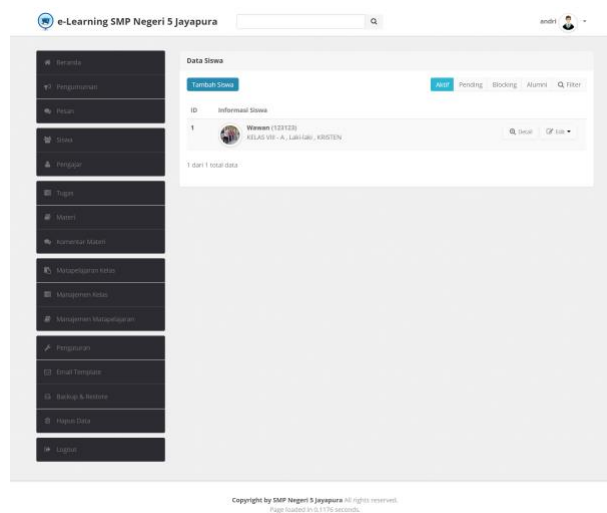 e-Learning SMP Negeri 5 Jayapura
andri
Beranda
Pengumuman
Pesan
Siswa
Pengajar
Tugas
Materi
Komentar Materi
Matapelajaran Kelas
Manajemen Kelas
Manajemen Matapelajaran
Pengaturan
Email Template
Backup & Restore
Hapus Data
Logout
Data Siswa
Tambah Siswa
Aktif Pending Blocking Alumni Filter
ID Informasi Siswa
1 Wawan (123123)
KELAS VIII - A , Laki-laki , KRISTEN
Detail Edit
1 dari 1 total data
Copyright by SMP Negeri 5 Jayapura All rights reserved.
Page loaded in 0.1176 seconds.